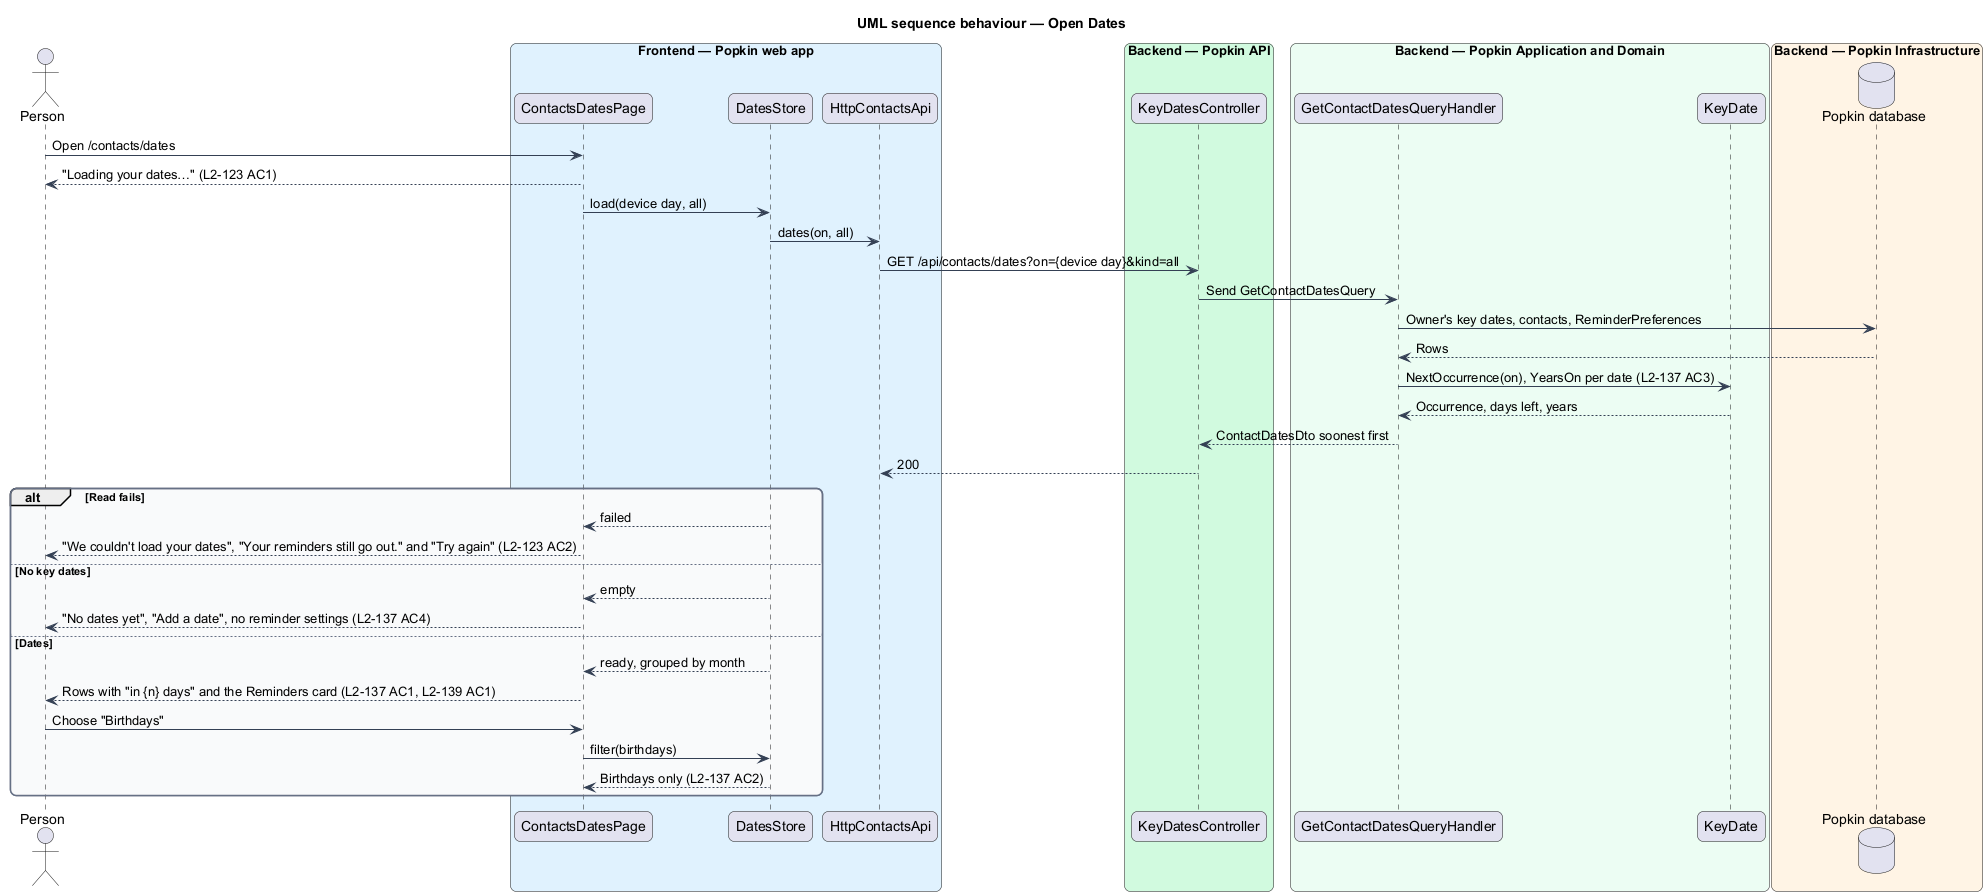 UML sequence behaviour — Open Dates
Frontend — Popkin web app
Backend — Popkin API
Backend — Popkin Application and Domain
Backend — Popkin Infrastructure
Person
ContactsDatesPage
DatesStore
HttpContactsApi
KeyDatesController
GetContactDatesQueryHandler
KeyDate
Popkin database
Open /contacts/dates
"Loading your dates…" (L2-123 AC1)
load(device day, all)
dates(on, all)
GET /api/contacts/dates?on={device day}&kind=all
Send GetContactDatesQuery
Owner's key dates, contacts, ReminderPreferences
Rows
NextOccurrence(on), YearsOn per date (L2-137 AC3)
Occurrence, days left, years
ContactDatesDto soonest first
200
alt [Read fails]
failed
"We couldn't load your dates", "Your reminders still go out." and "Try again" (L2-123 AC2)
[No key dates]
empty
"No dates yet", "Add a date", no reminder settings (L2-137 AC4)
[Dates]
ready, grouped by month
Rows with "in {n} days" and the Reminders card (L2-137 AC1, L2-139 AC1)
Choose "Birthdays"
filter(birthdays)
Birthdays only (L2-137 AC2)
Person
ContactsDatesPage
DatesStore
HttpContactsApi
KeyDatesController
GetContactDatesQueryHandler
KeyDate
Popkin database